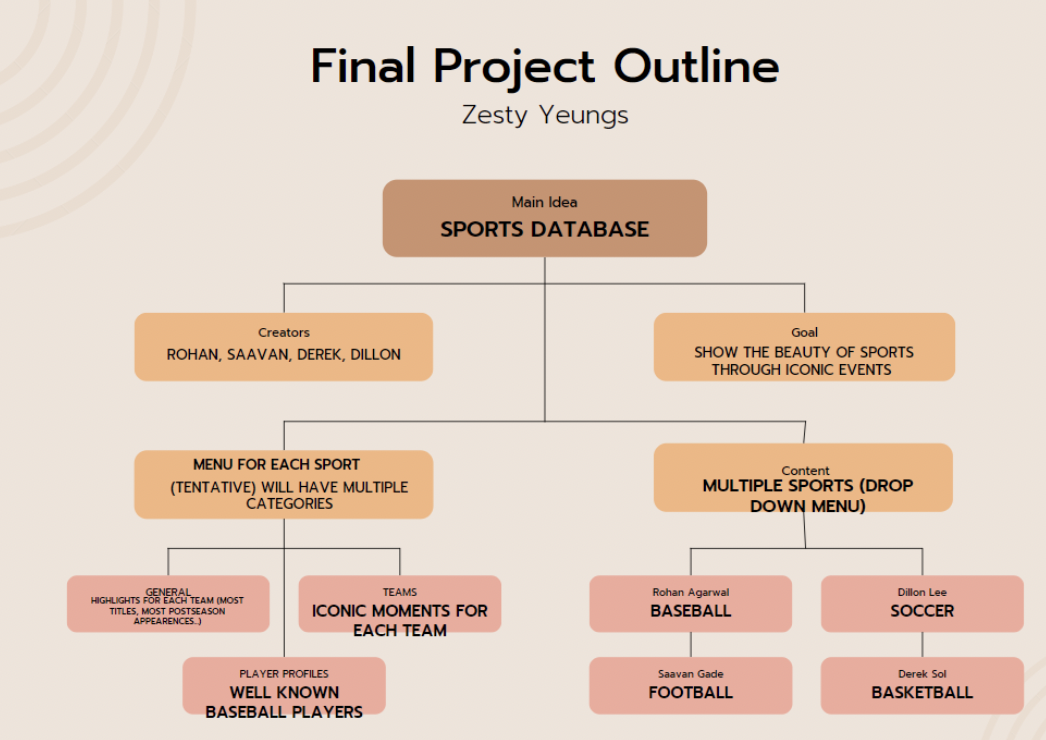 Final Project Outline
Zesty Yeungs
Main Idea
SPORTS DATABASE
Creators
ROHAN, SAAVAN, DEREK, DILLON
Goal
SHOW THE BEAUTY OF SPORTS
THROUGH ICONIC EVENTS
MENU FOR EACH SPORT
(TENTATIVE) WILL HAVE MULTIPLE
CATEGORIES
Content
MULTIPLE SPORTS (DROP
DOWN MENU)
GENERAL
HIGHLIGHTS FOR EACH TEAM (MOST
TITLES, MOST POSTSEASON
APPEARENCES..)
TEAMS
ICONIC MOMENTS FOR
EACH TEAM
PLAYER PROFILES
WELL KNOWN
BASEBALL PLAYERS
Rohan Agarwal
BASEBALL
Dillon Lee
SOCCER
Saavan Gade
FOOTBALL
Derek Sol
BASKETBALL